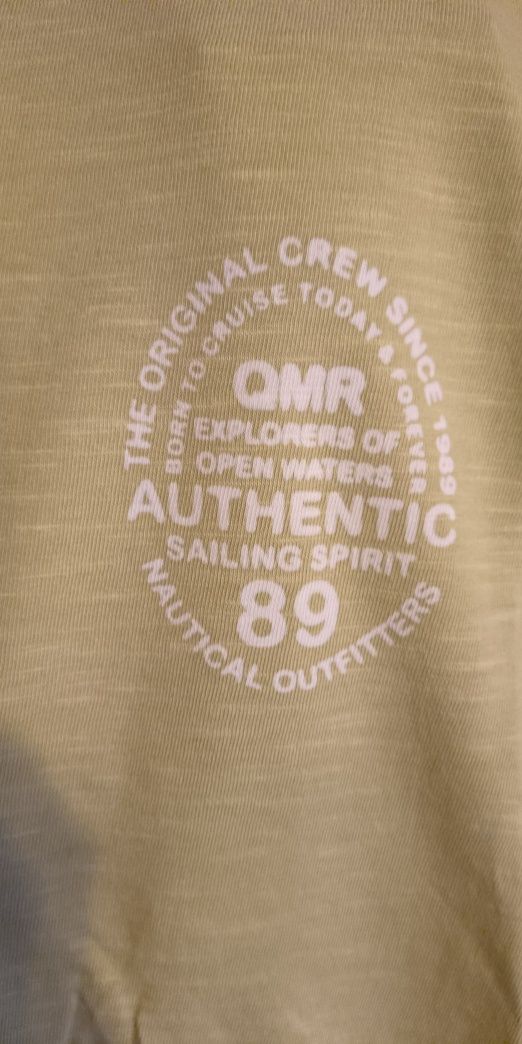 THE ORIGINAL CREW SINCE 1989
BORN TO CRUISE TODAY & FOREVER
QMR
EXPLORERS OF
OPEN WATERS
AUTHENTIC
SAILING SPIRIT
89
NAUTICAL OUTFITTERS